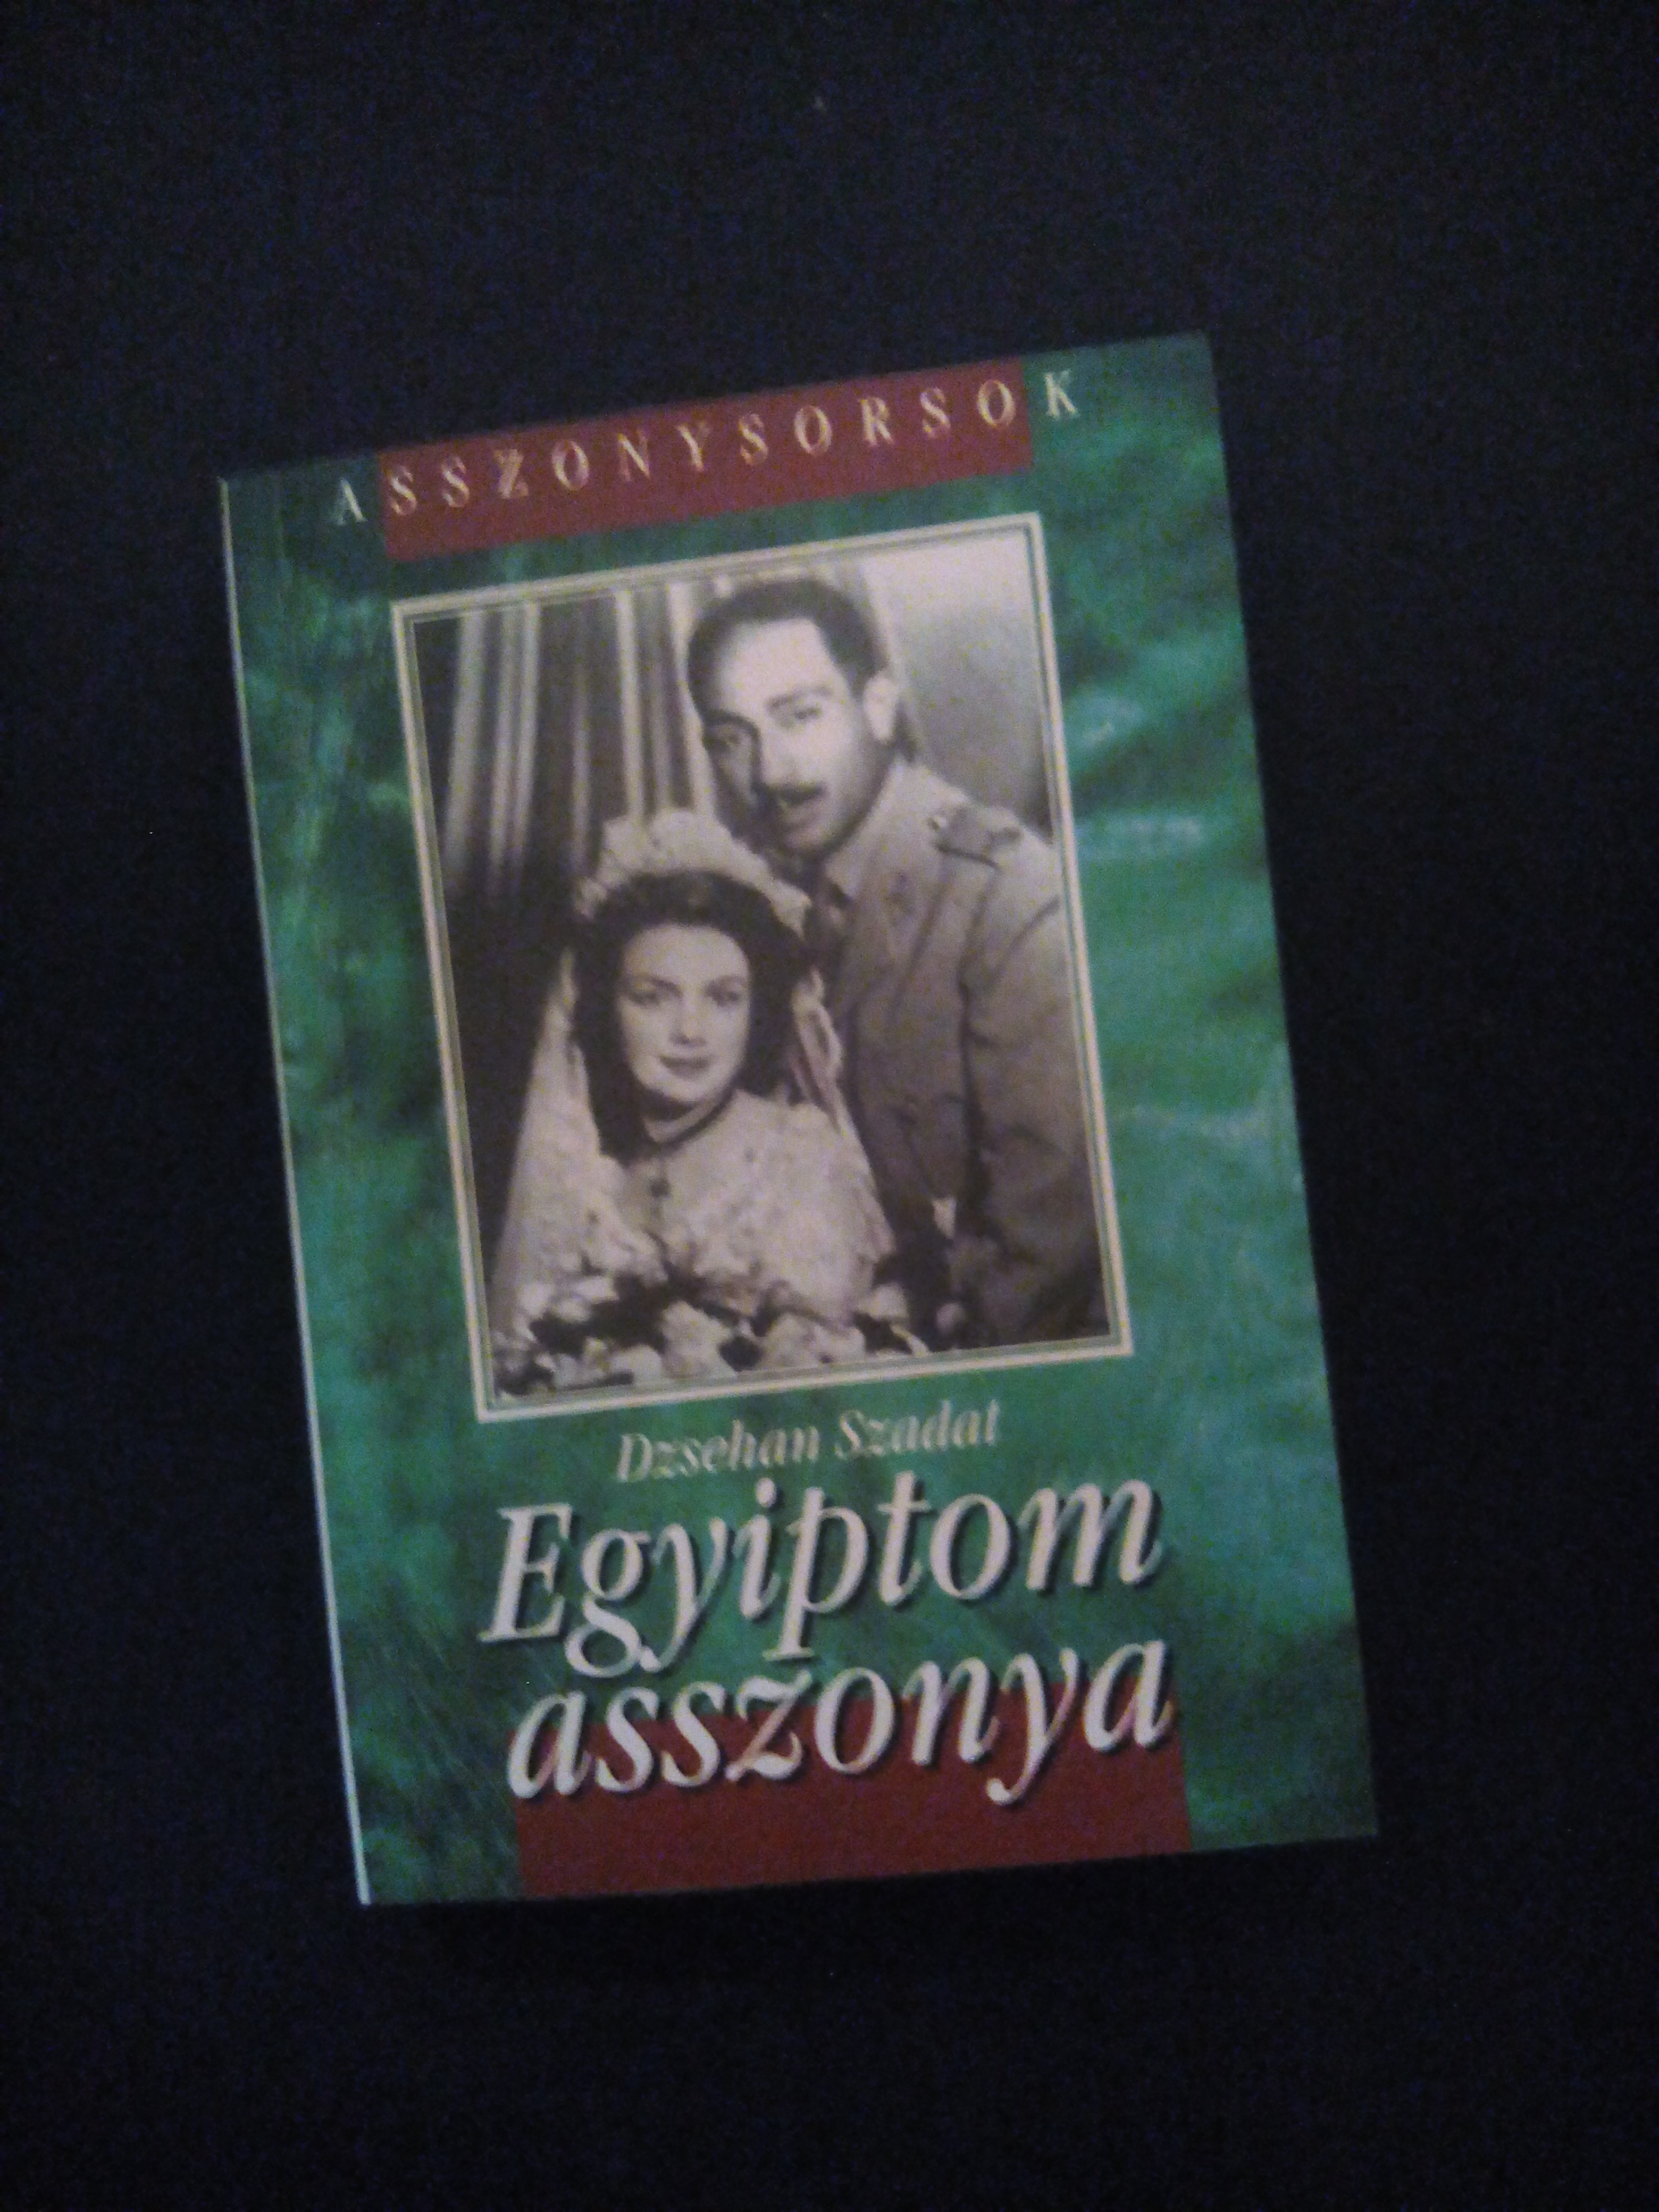 ASSZONYSORSOK
Dzsehan Szadat
Egyiptom
asszonya